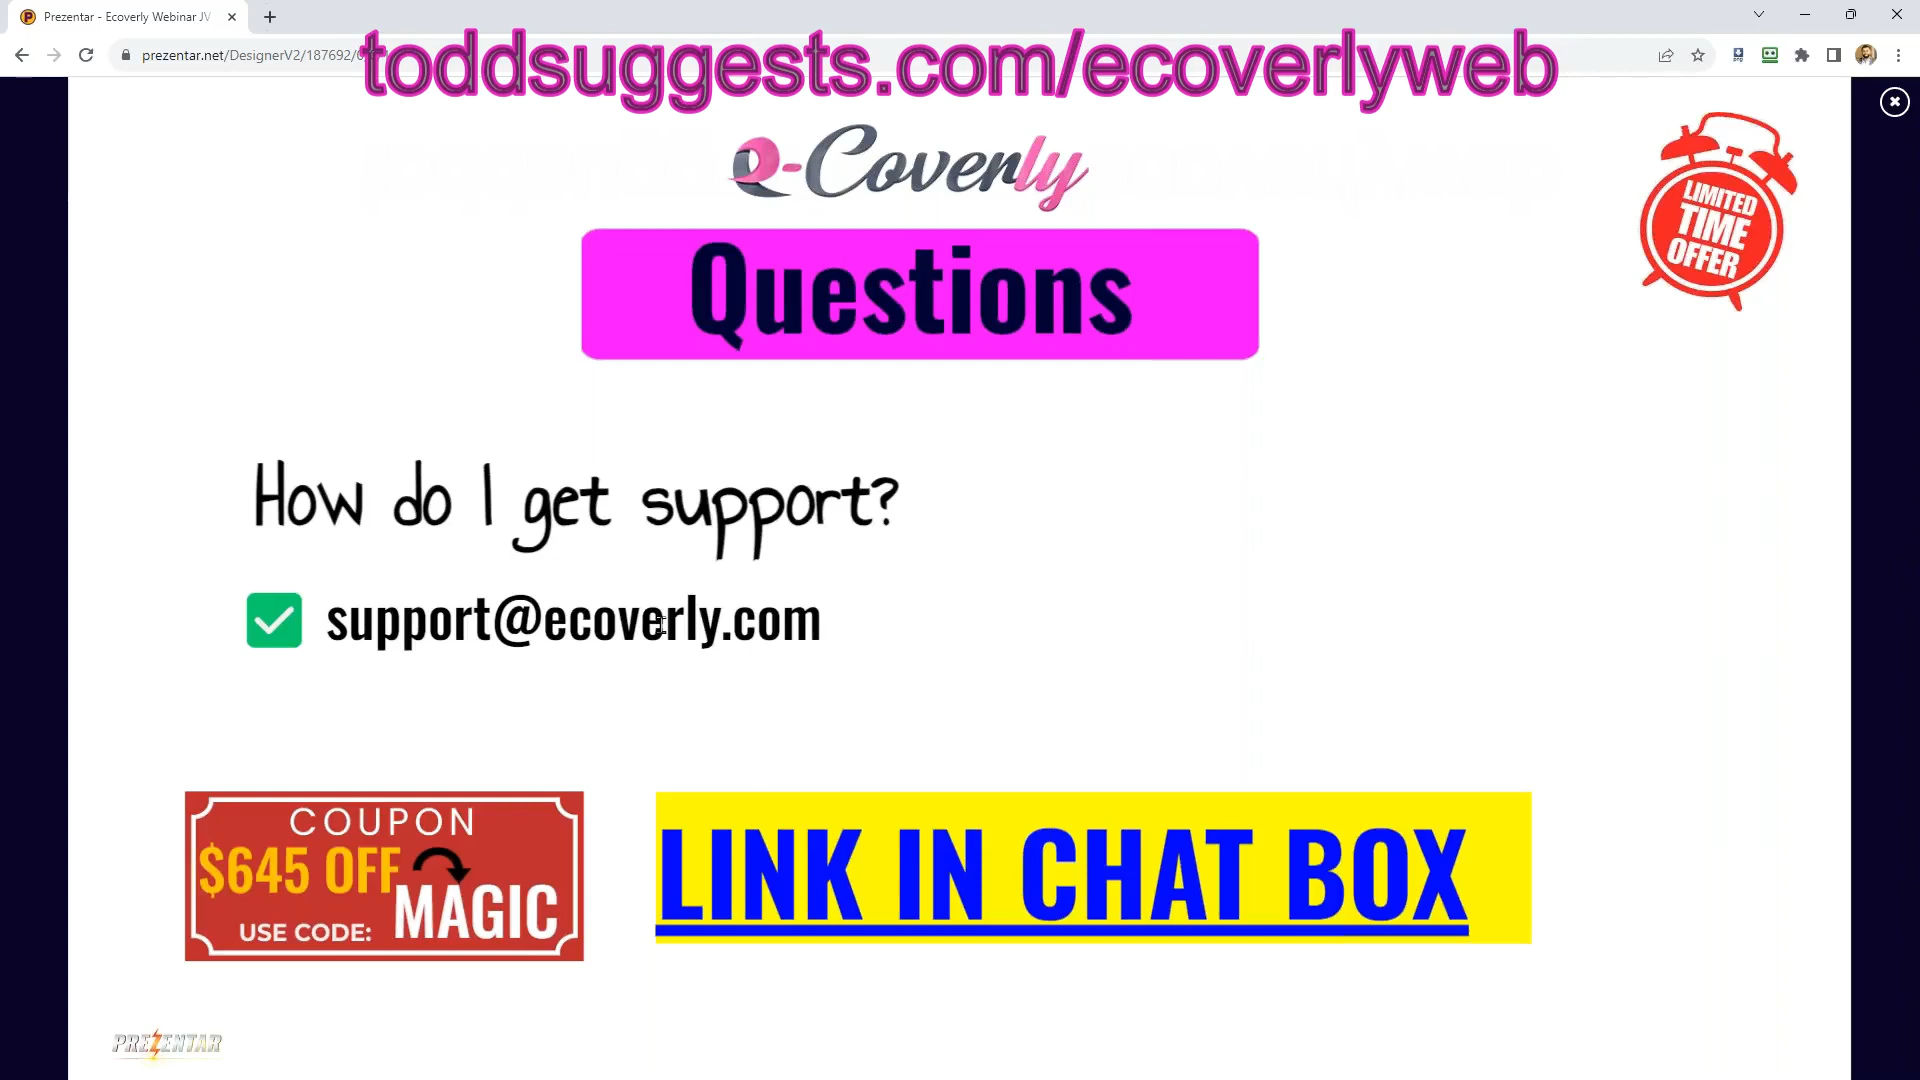 Prezentar - Ecoverly Webinar JV
prezentar.net/DesignerV2/187692/0
toddsuggests.com/ecoverlyweb
e-Coverly
LIMITED
TIME
OFFER
Questions
How do I get support?
support@ecoverly.com
COUPON
$645 OFF
MAGIC
USE CODE:
LINK IN CHAT BOX
PREZENTAR